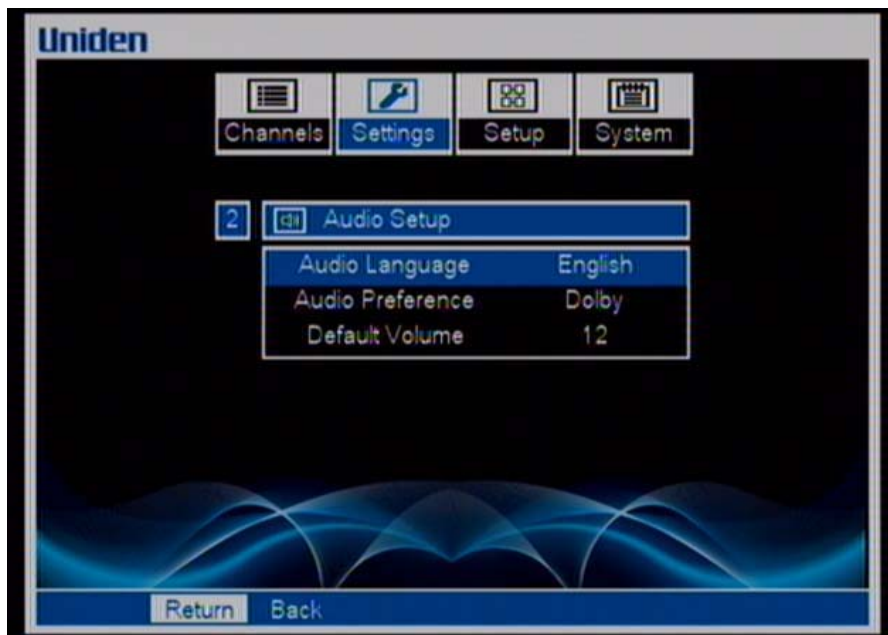 Uniden
Channels Settings Setup System
2 Audio Setup
Audio Language English
Audio Preference Dolby
Default Volume 12
Return Back